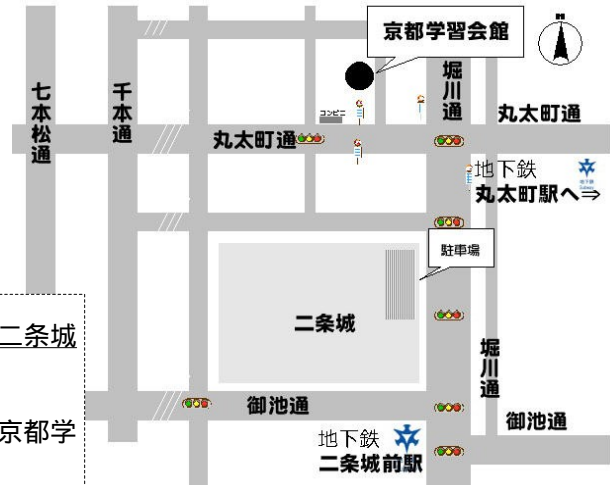 京都学習会館
N
七本松通
千本通
堀川通
コンビニ
丸太町通
丸太町通
地下鉄
丸太町駅へ⇒
駐車場
二条城
二条城
堀川通
京都学
御池通
御池通
地下鉄
二条城前駅